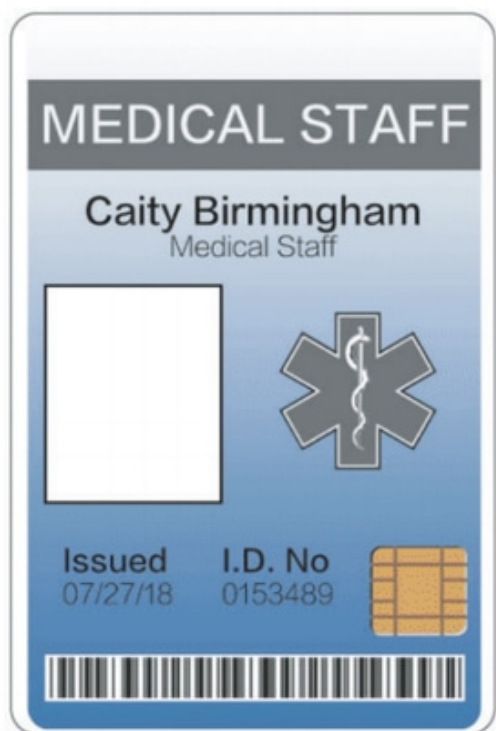 MEDICAL STAFF
Caity Birmingham
Medical Staff
Issued I.D. No
07/27/18 0153489